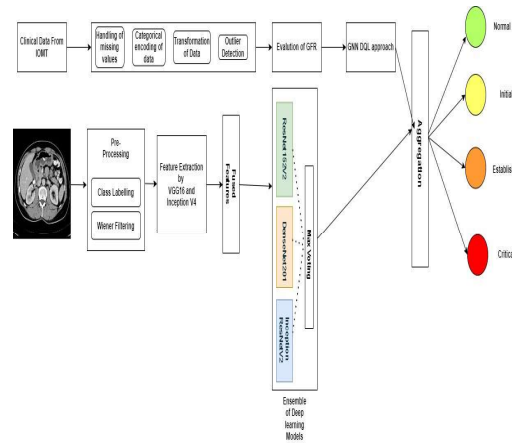 Clinical Data From
IOMT
Handling of
missing
values
Categorical
encoding of
data
Transformation
of Data
Outlier
Detection
Evalution of GFR
GNN DQL approach
Aggregation
Normal
Initial
Establis
Critica
Pre-
Processing
Class Labelling
Wiener Filtering
Feature Extraction
by
VGG16 and
Inception V4
Fused
Features
ResNet152V2
DenseNet201
Inception
ResNetV2
Max Voting
Ensemble
of Deep
learning
Models